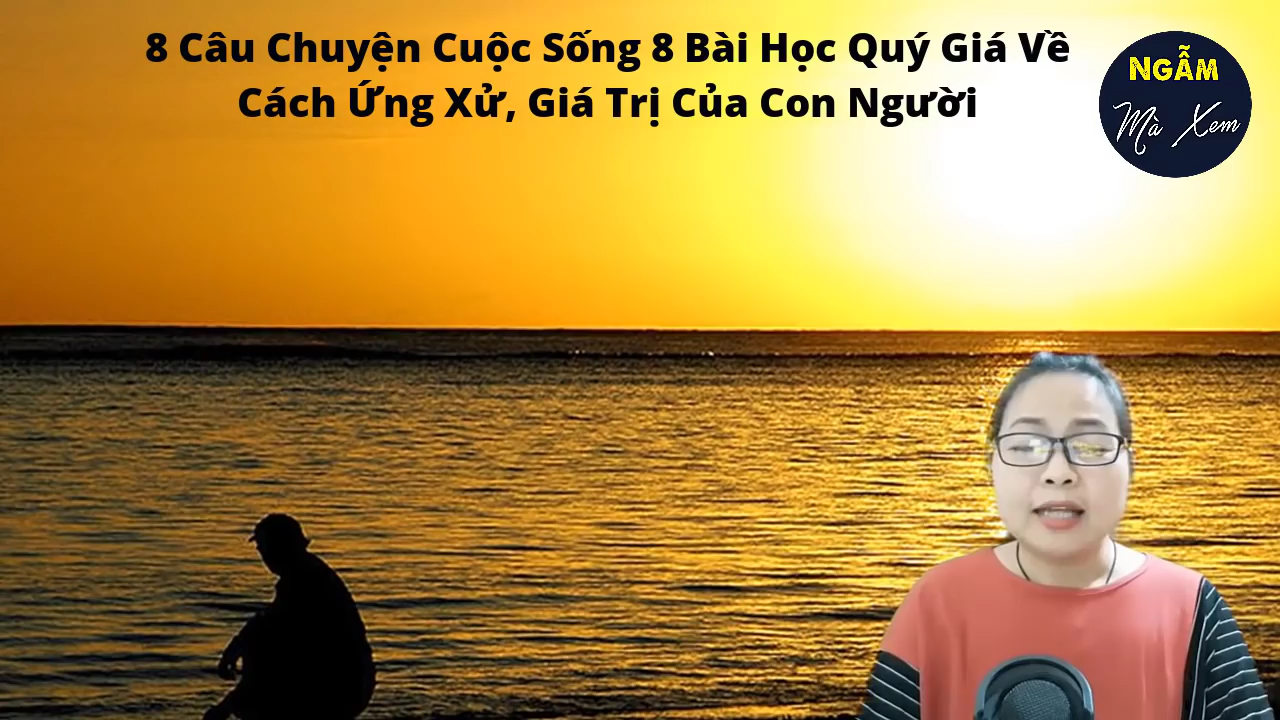 8 Câu Chuyện Cuộc Sống 8 Bài Học Quý Giá Về
Cách Ứng Xử, Giá Trị Của Con Người
NGẪM
Mà Xem